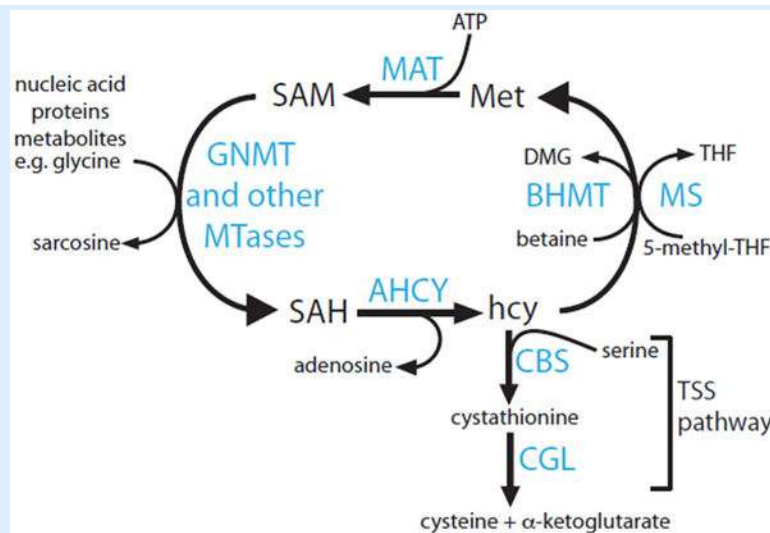 ATP
MAT
SAM
Met
nucleic acid
proteins
metabolites
e.g. glycine
GNMT
and other
MTases
sarcosine
DMG
THF
BHMT
MS
betaine
5-methyl-THF
SAH
AHCY
hcy
adenosine
serine
CBS
TSS
pathway
cystathionine
CGL
cysteine + α-ketoglutarate